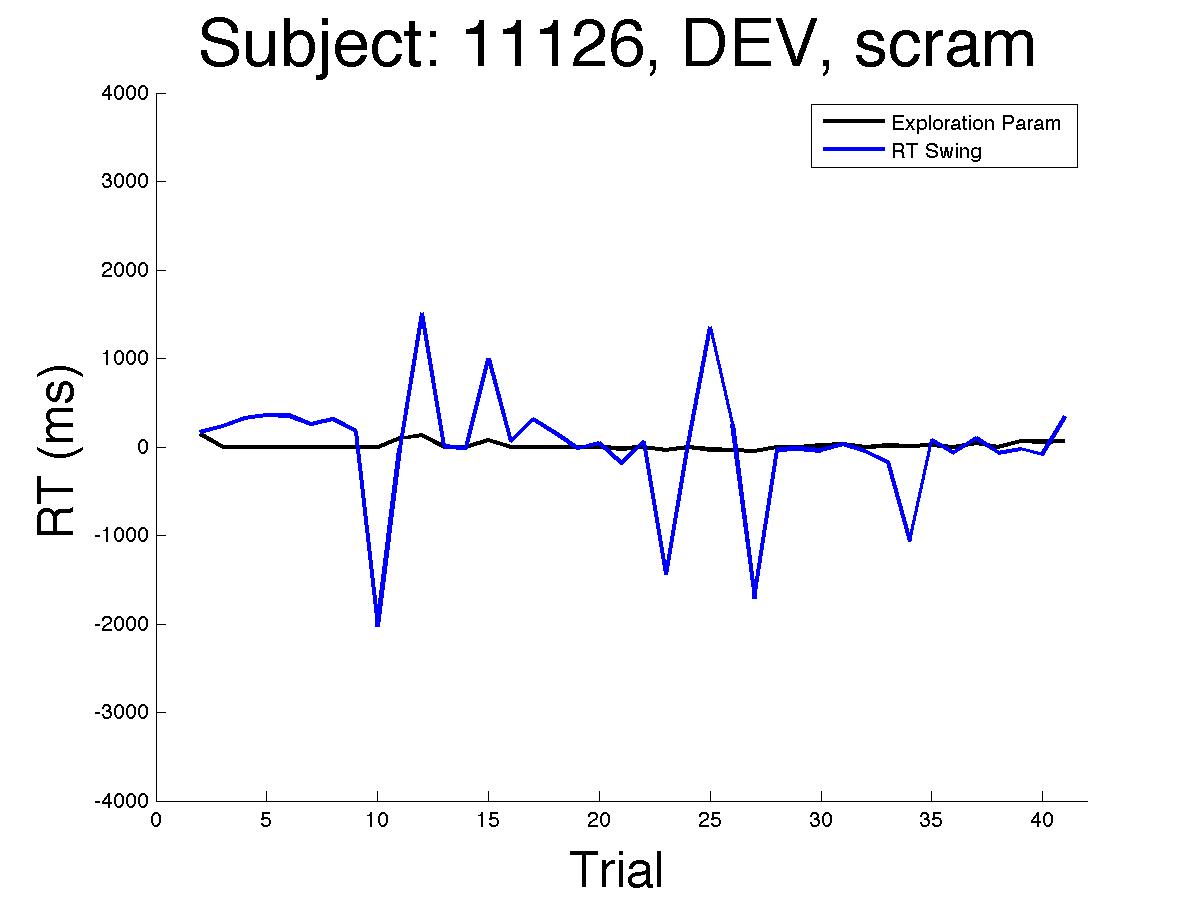 Subject: 11126, DEV, scram
4000
3000
2000
1000
0
-1000
-2000
-3000
-4000
RT (ms)
Exploration Param
RT Swing
0 5 10 15 20 25 30 35 40
Trial